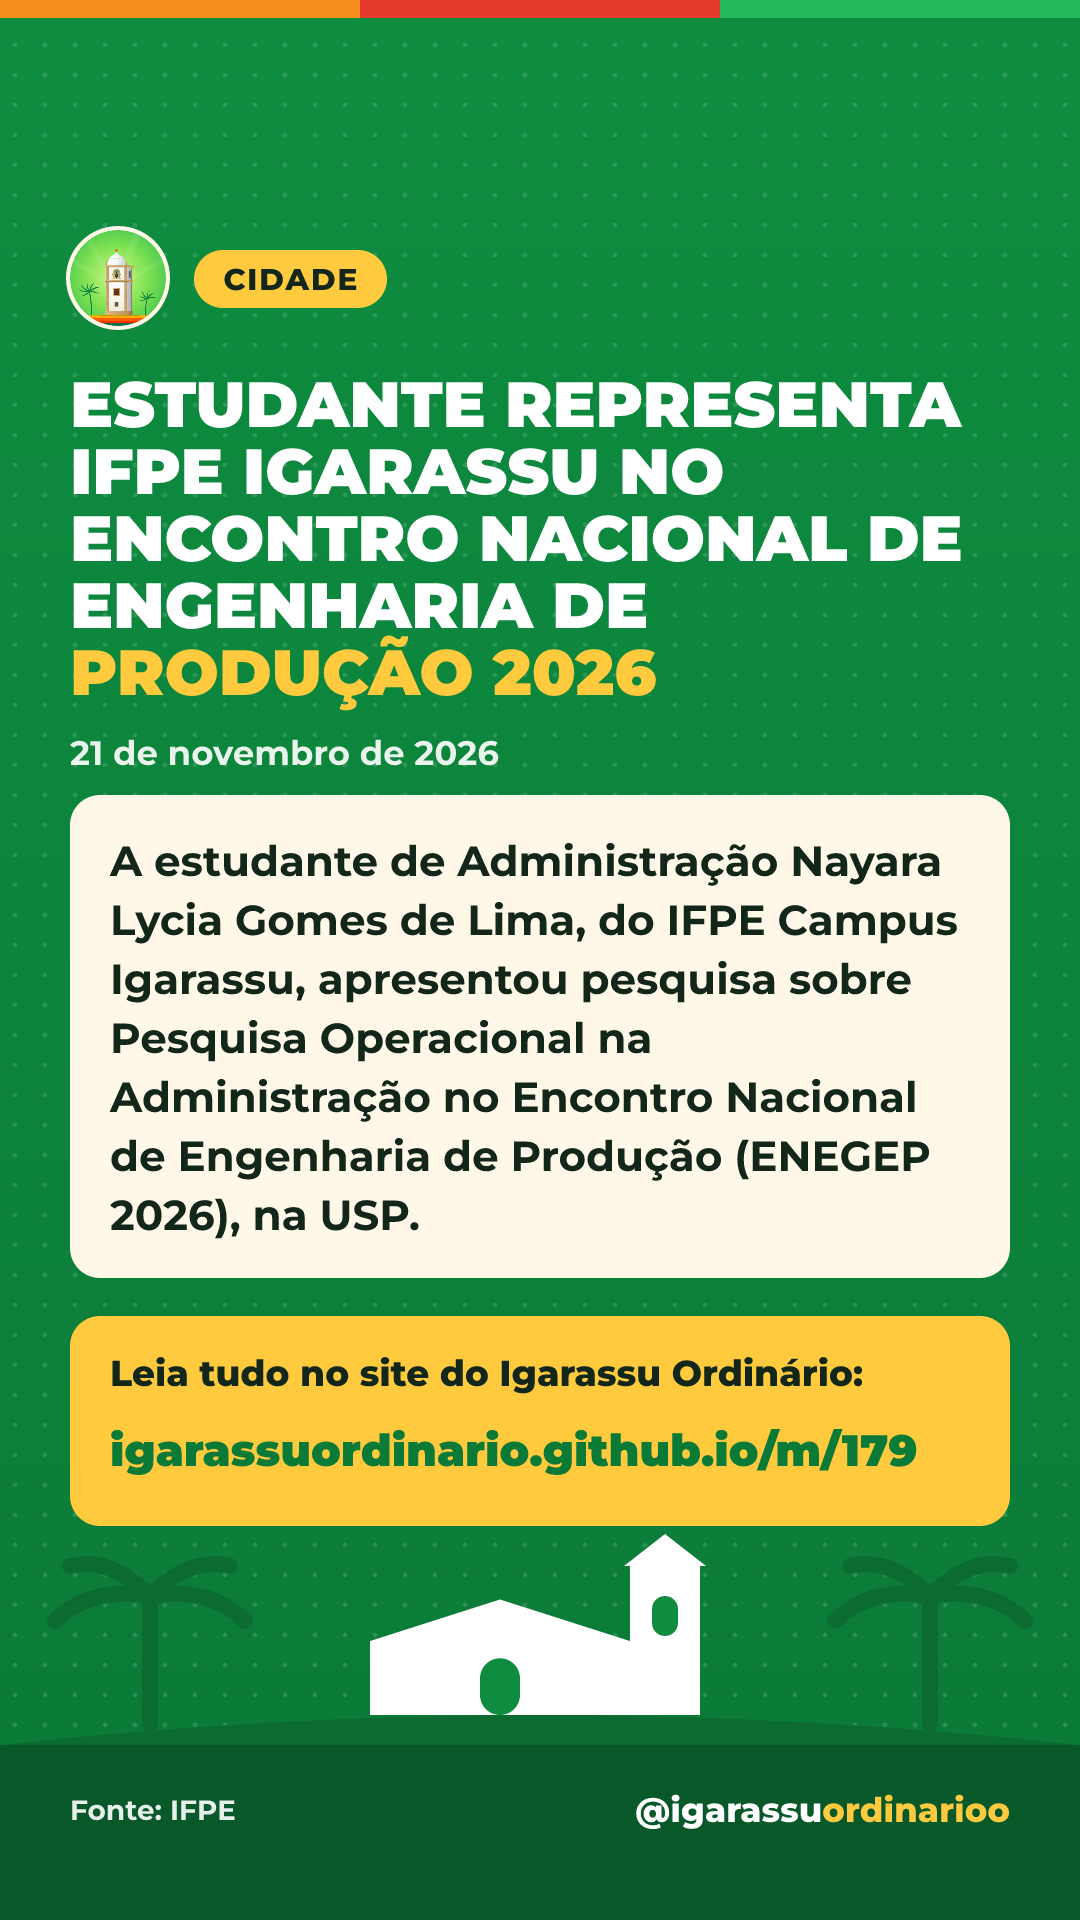 CIDADE
ESTUDANTE REPRESENTA
IFPE IGARASSU NO
ENCONTRO NACIONAL DE
ENGENHARIA DE
PRODUÇÃO 2026
21 de novembro de 2026
A estudante de Administração Nayara
Lycia Gomes de Lima, do IFPE Campus
Igarassu, apresentou pesquisa sobre
Pesquisa Operacional na
Administração no Encontro Nacional
de Engenharia de Produção (ENEGEP
2026), na USP.
Leia tudo no site do Igarassu Ordinário:
igarassuordinario.github.io/m/179
Fonte: IFPE
@igarassuordinarioo